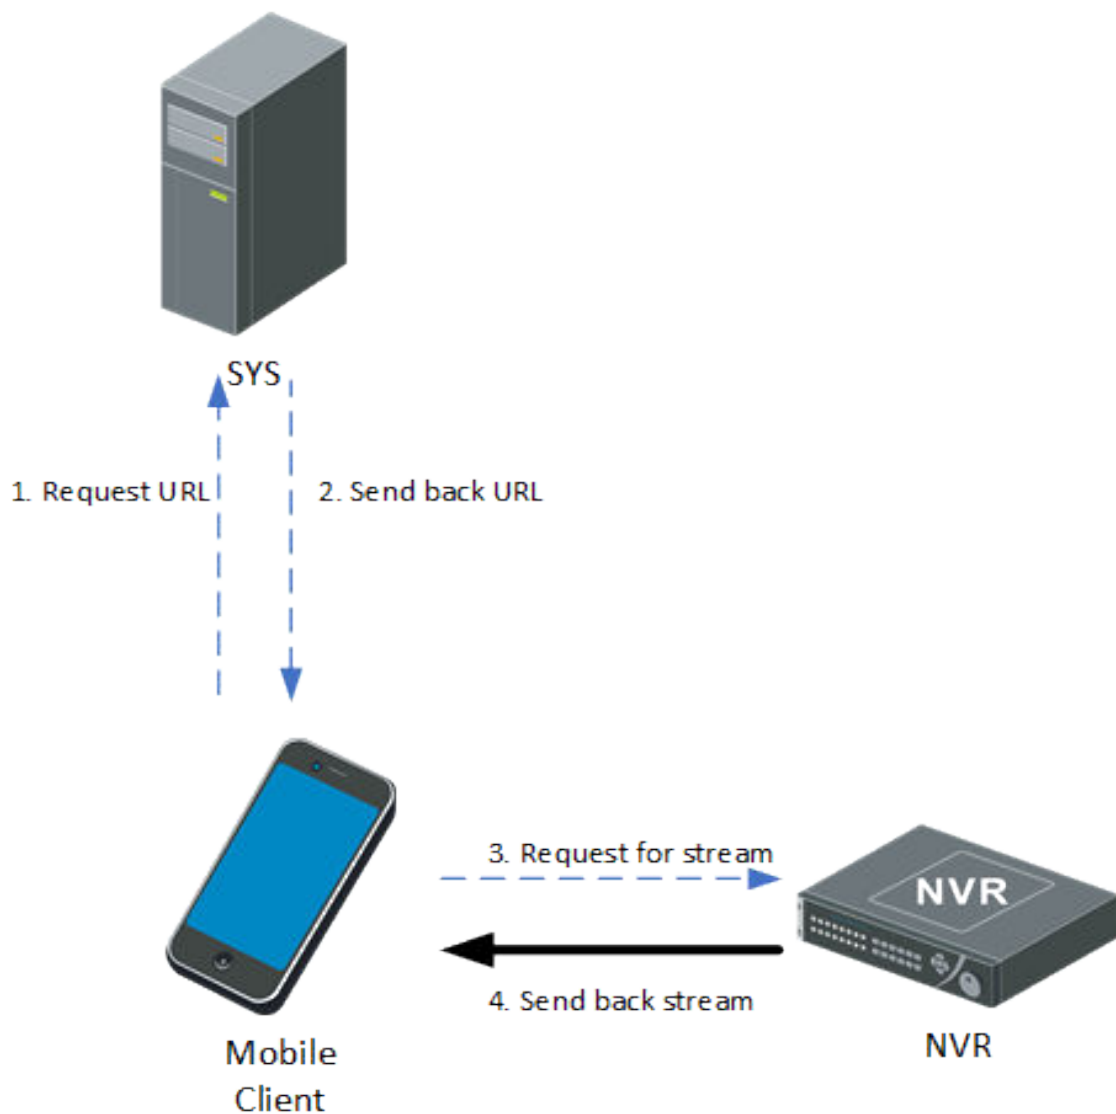 SYS
1. Request URL
2. Send back URL
3. Request for stream
NVR
4. Send back stream
Mobile
Client
NVR